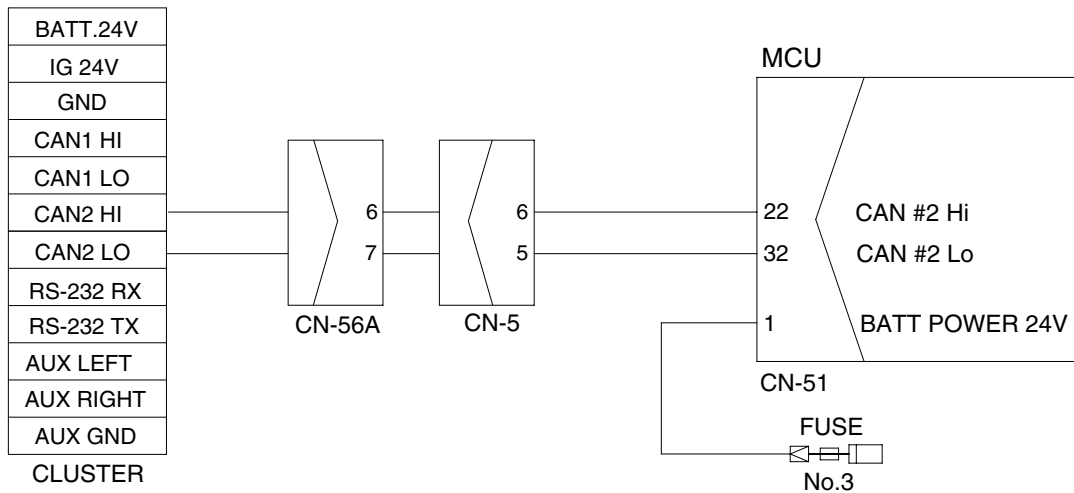 BATT.24V
IG 24V
GND
CAN1 HI
CAN1 LO
CAN2 HI
CAN2 LO
RS-232 RX
RS-232 TX
AUX LEFT
AUX RIGHT
AUX GND
CLUSTER
6
7
CN-56A
6
5
CN-5
MCU
22 CAN #2 Hi
32 CAN #2 Lo
1 BATT POWER 24V
CN-51
FUSE
No.3